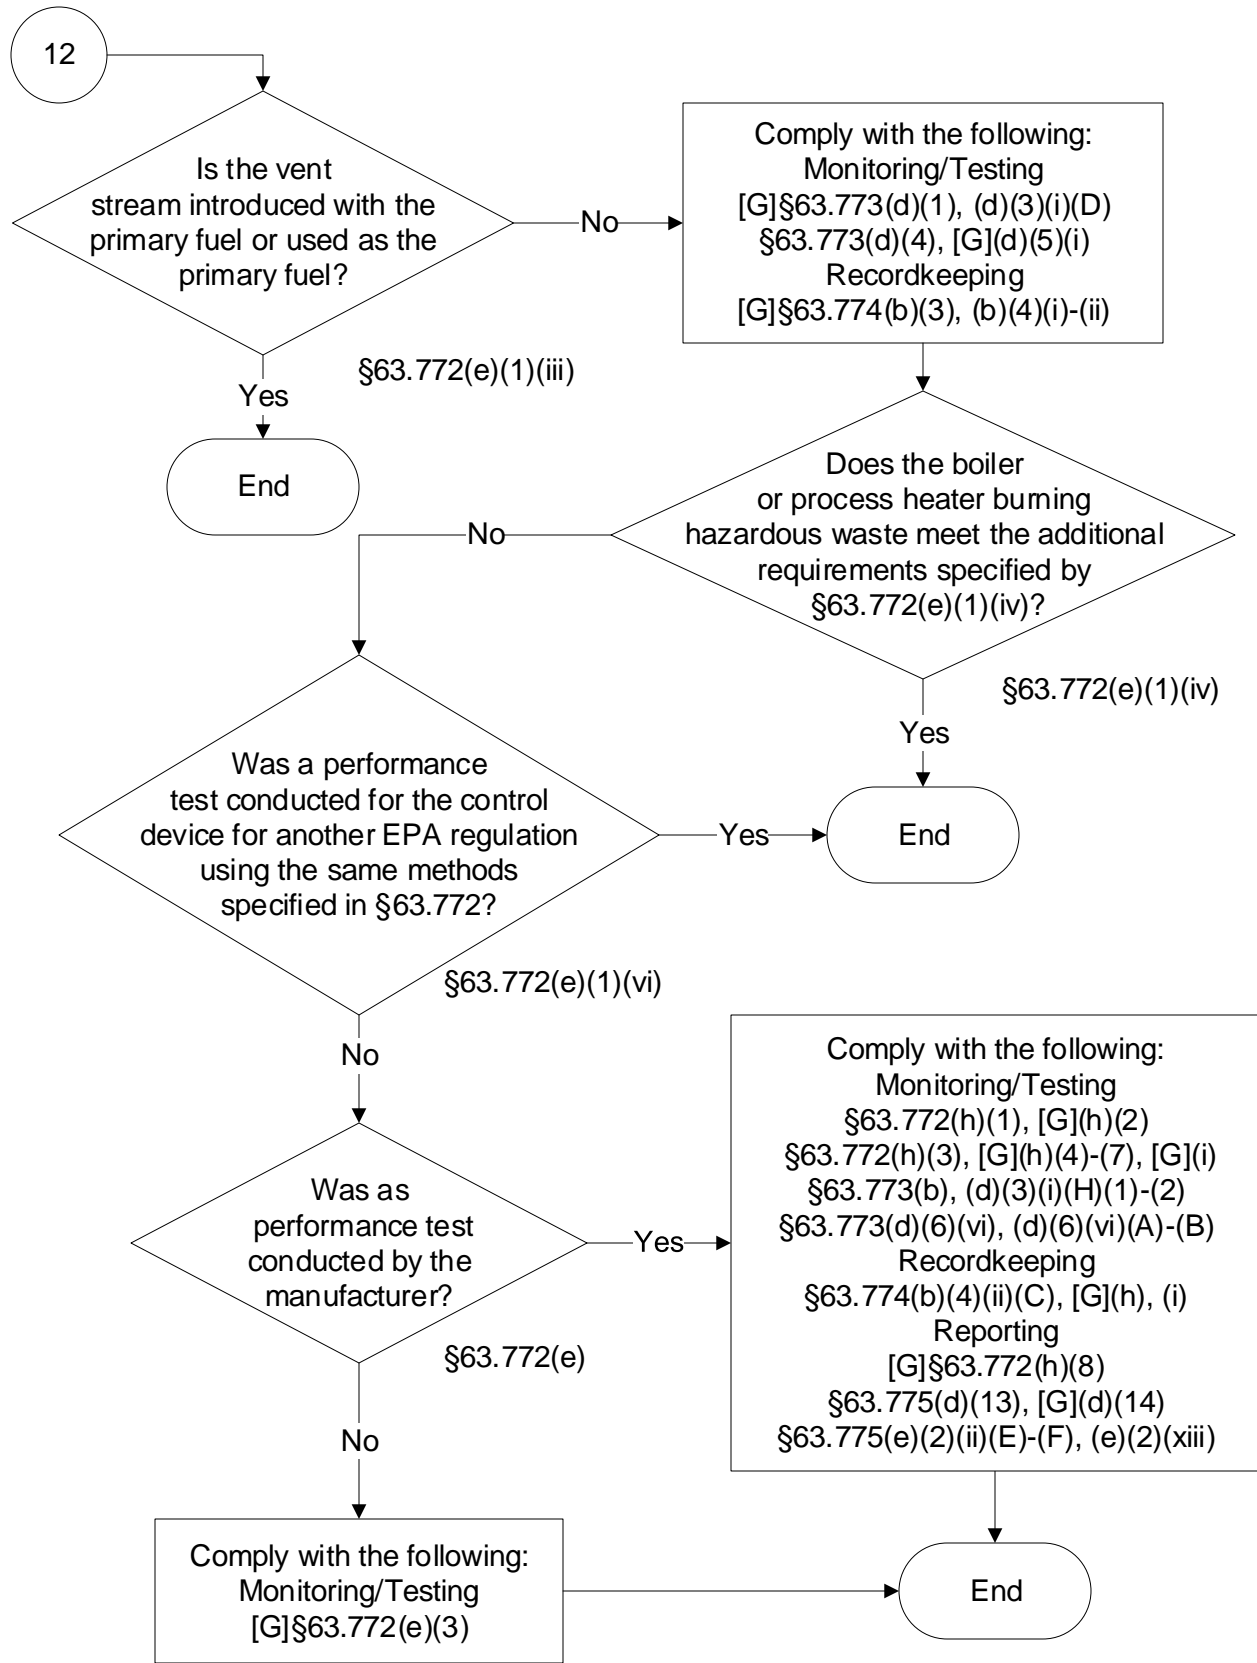 12
Is the vent
stream introduced with the
primary fuel or used as the
primary fuel?
No
Comply with the following:
Monitoring/Testing
[G]§63.773(d)(1), (d)(3)(i)(D)
§63.773(d)(4), [G](d)(5)(i)
Recordkeeping
[G]§63.774(b)(3), (b)(4)(i)-(ii)
§63.772(e)(1)(iii)
Yes
End
Does the boiler
or process heater burning
hazardous waste meet the additional
requirements specified by
§63.772(e)(1)(iv)?
No
§63.772(e)(1)(iv)
Yes
End
Was a performance
test conducted for the control
device for another EPA regulation
using the same methods
specified in §63.772?
Yes
§63.772(e)(1)(vi)
No
Was as
performance test
conducted by the
manufacturer?
Yes
§63.772(e)
No
Comply with the following:
Monitoring/Testing
§63.772(h)(1), [G](h)(2)
§63.772(h)(3), [G](h)(4)-(7), [G](i)
§63.773(b), (d)(3)(i)(H)(1)-(2)
§63.773(d)(6)(vi), (d)(6)(vi)(A)-(B)
Recordkeeping
§63.774(b)(4)(ii)(C), [G](h), (i)
Reporting
[G]§63.772(h)(8)
§63.775(d)(13), [G](d)(14)
§63.775(e)(2)(ii)(E)-(F), (e)(2)(xiii)
Comply with the following:
Monitoring/Testing
[G]§63.772(e)(3)
End